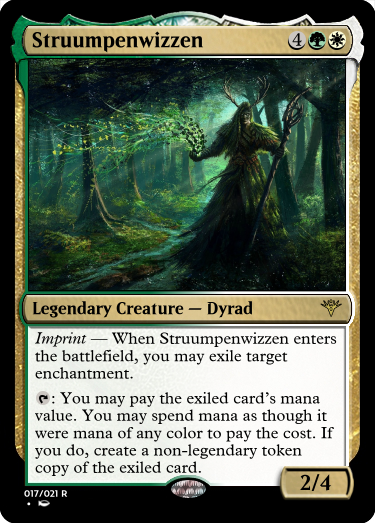 Struumpenwizzen 4
Legendary Creature — Dyrad
Imprint — When Struumpenwizzen enters
the battlefield, you may exile target
enchantment.
: You may pay the exiled card's mana
value. You may spend mana as though it
were mana of any color to pay the cost. If
you do, create a non-legendary token
copy of the exiled card.
2/4
017/021 R